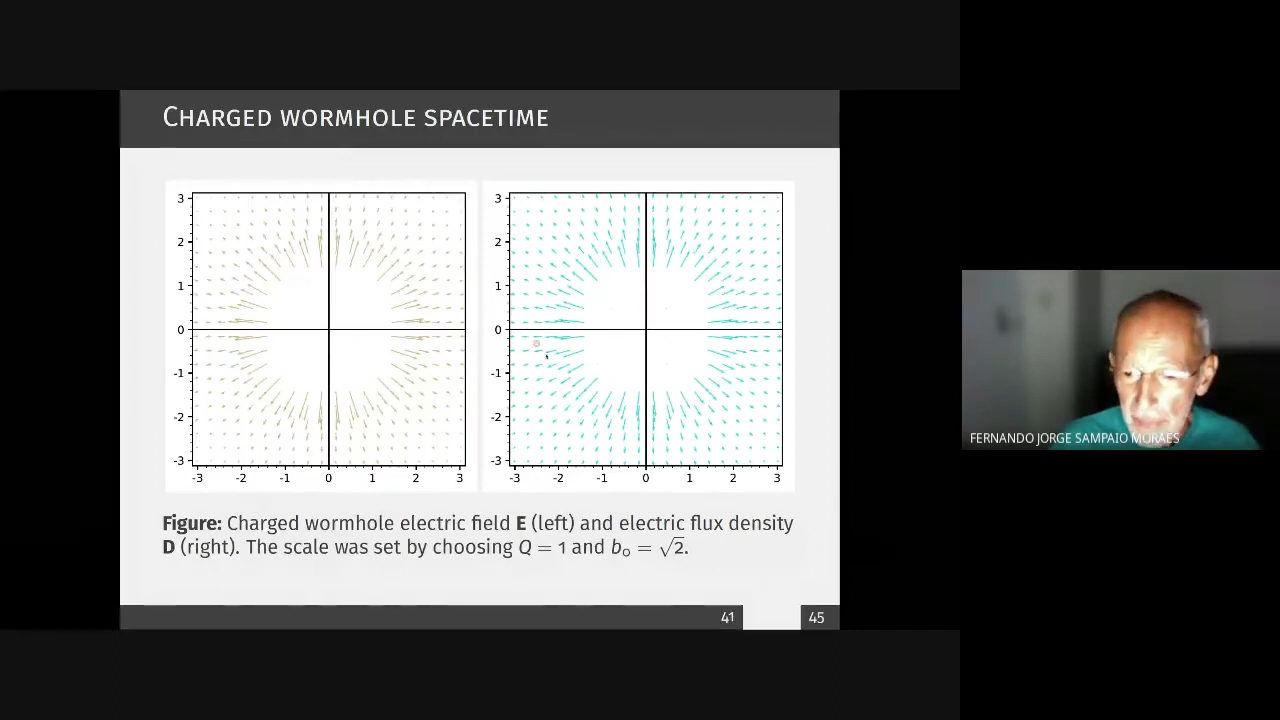 CHARGED WORMHOLE SPACETIME
3
2
1
0
-1
-2
-3
-3 -2 -1 0 1 2 3
3
2
1
0
-1
-2
-3
-3 -2 -1 0 1 2 3
Figure: Charged wormhole electric field E (left) and electric flux density
D (right). The scale was set by choosing Q = 1 and b₀ = √2.
41 45
FERNANDO JORGE SAMPAIO MORAES